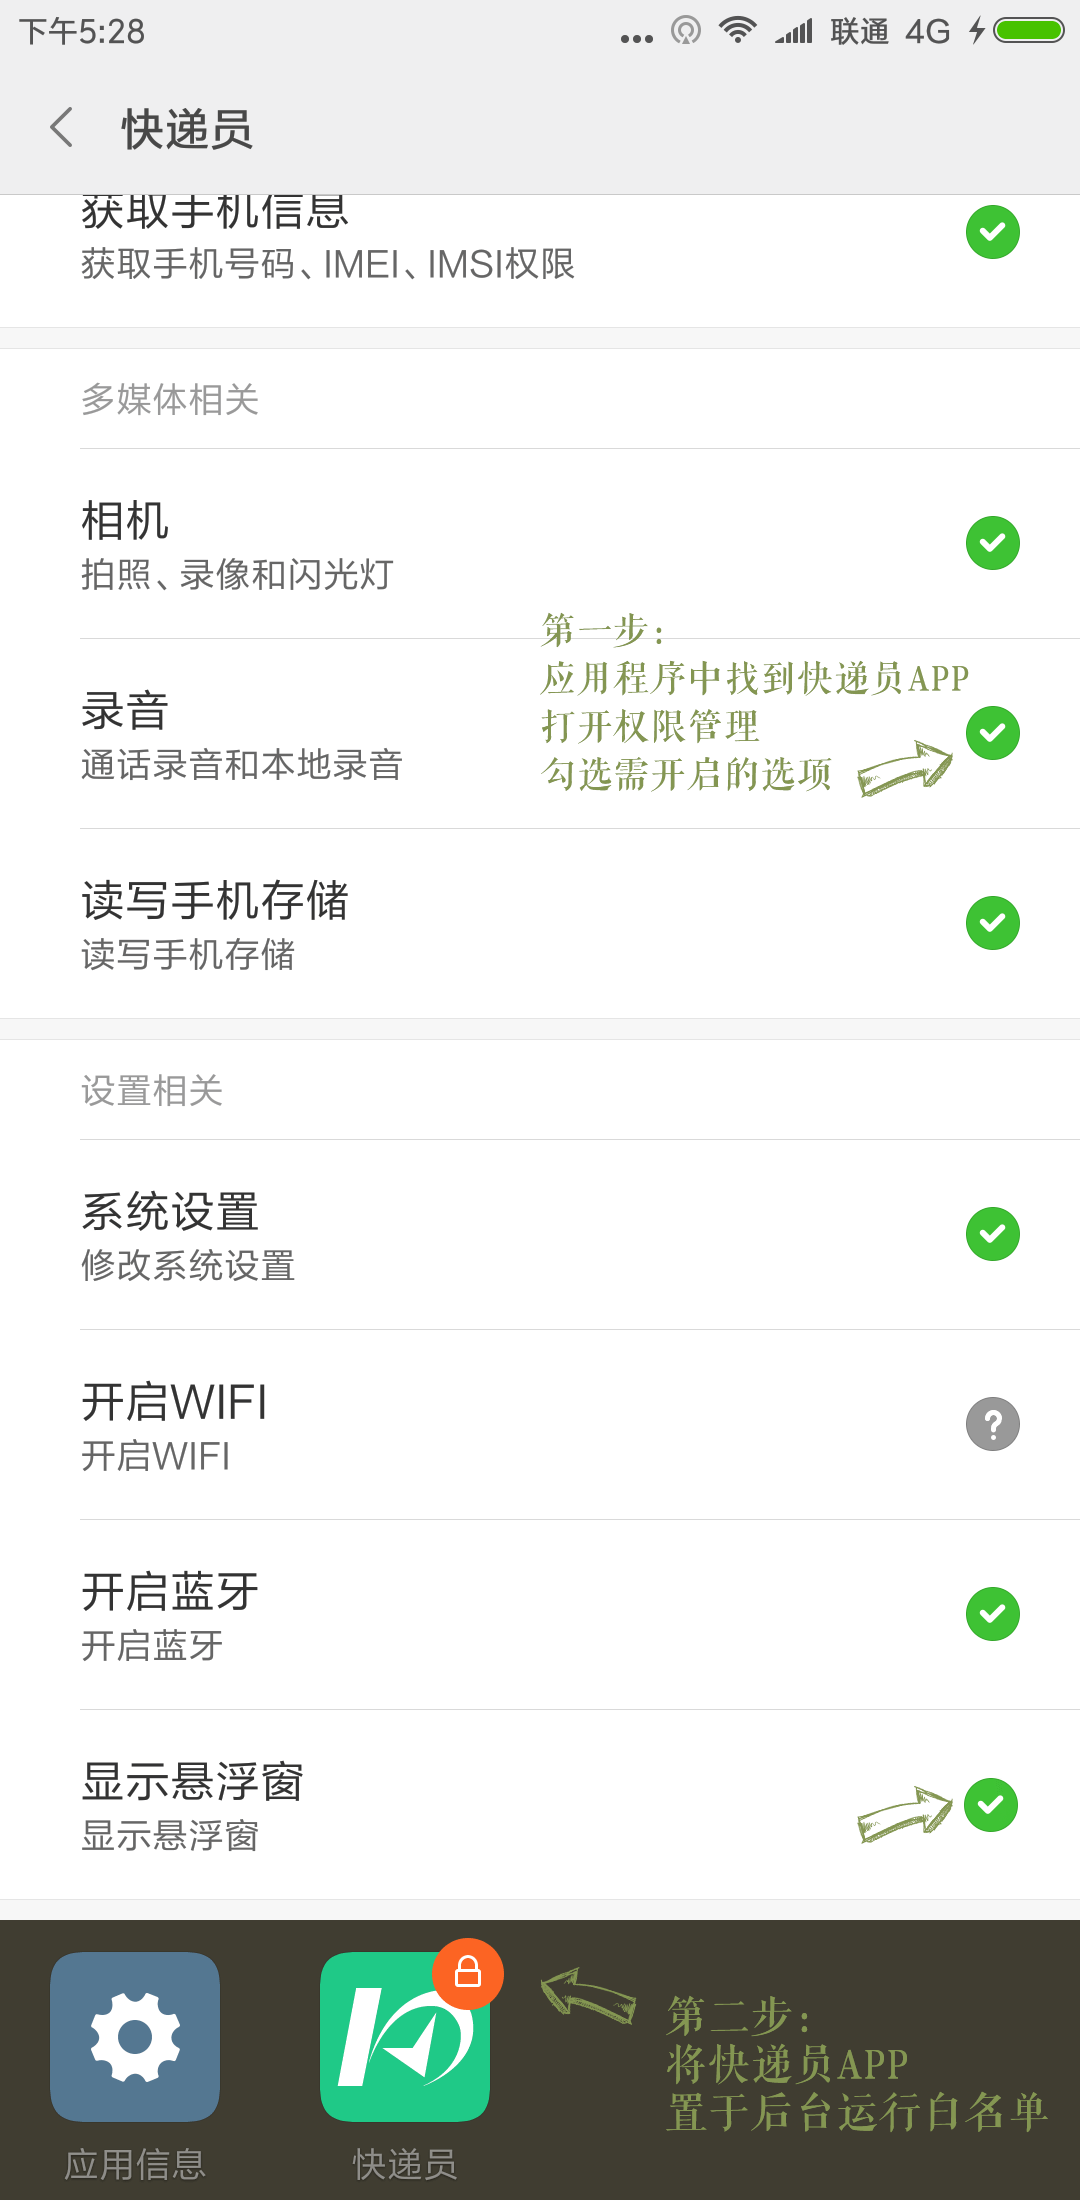 下午5:28
联通 4G
快递员
获取手机信息
获取手机号码、IMEI、IMSI权限
多媒体相关
相机
拍照、录像和闪光灯
第一步：
应用程序中找到快递员APP
打开权限管理
勾选需开启的选项
录音
通话录音和本地录音
读写手机存储
读写手机存储
设置相关
系统设置
修改系统设置
开启WIFI
开启WIFI
开启蓝牙
开启蓝牙
显示悬浮窗
显示悬浮窗
第二步：
将快递员APP
置于后台运行白名单
应用信息
快递员